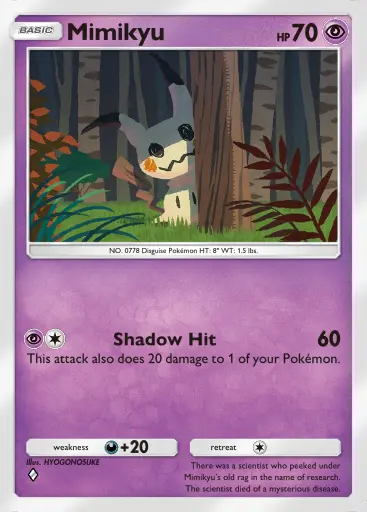 BASIC Mimikyu HP 70
NO. 0778 Disguise Pokémon HT: 8" WT: 1.5 lbs.
Shadow Hit 60
This attack also does 20 damage to 1 of your Pokémon.
weakness +20 retreat
Illus. HYOGONOSUKE
There was a scientist who peeked under
Mimikyu's old rag in the name of research.
The scientist died of a mysterious disease.